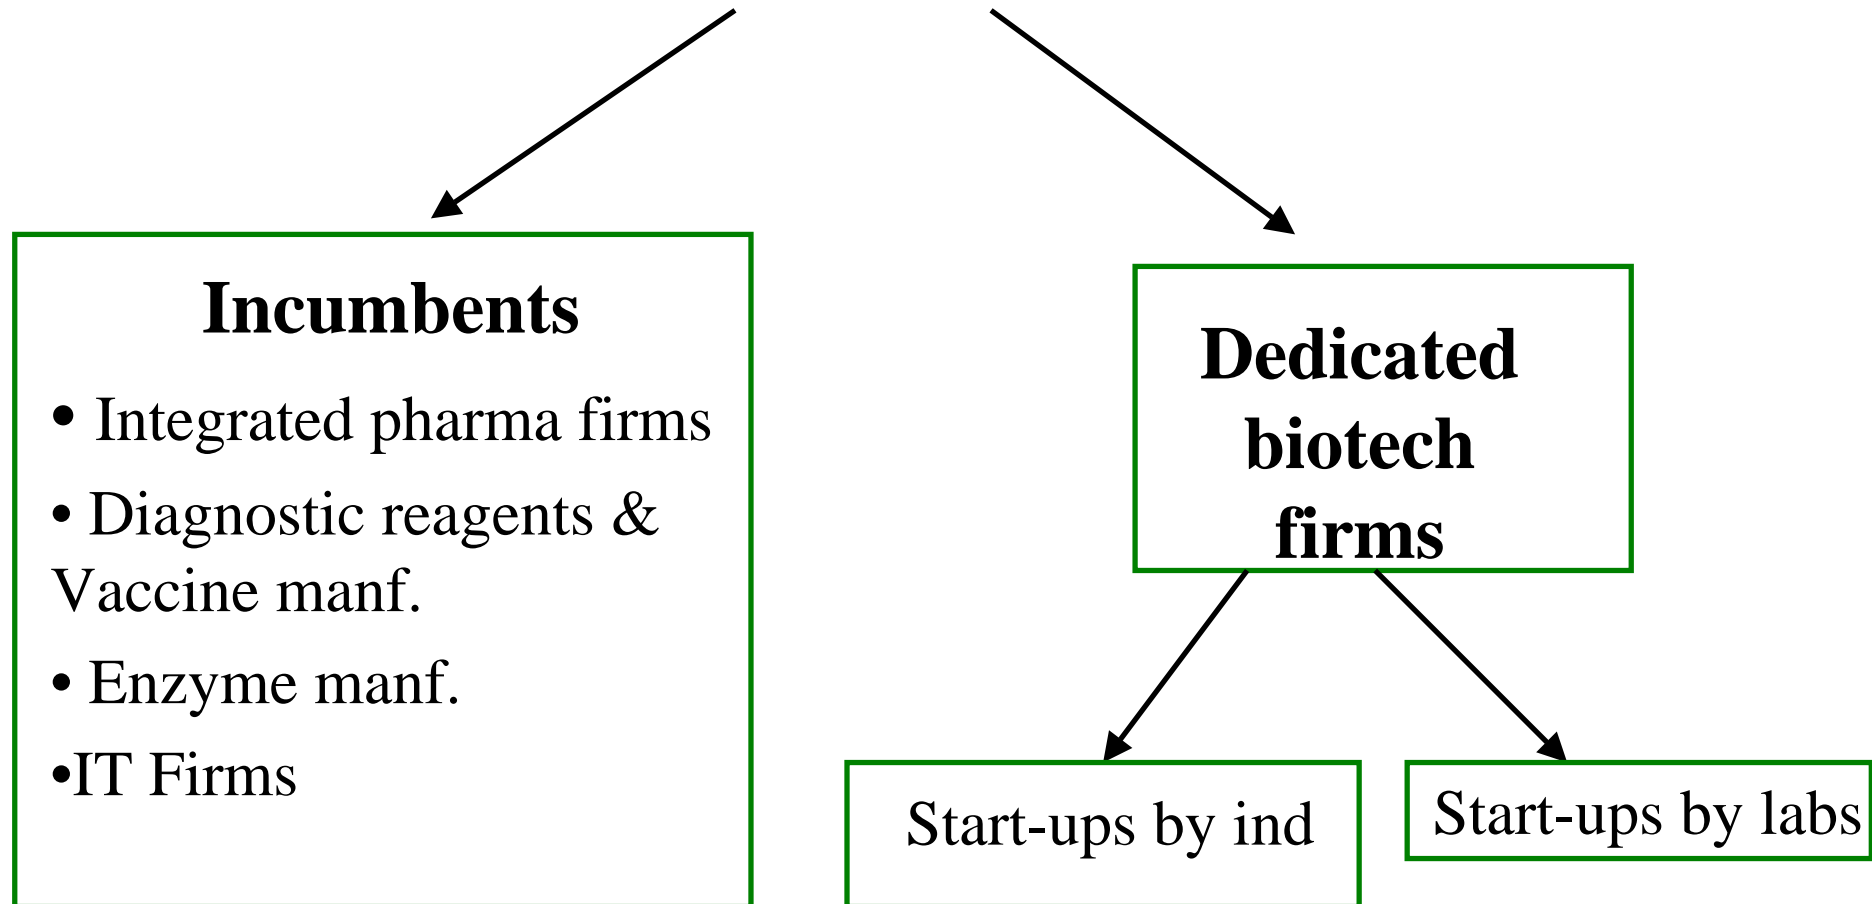 Incumbents
• Integrated pharma firms
• Diagnostic reagents &
Vaccine manf.
• Enzyme manf.
•IT Firms
Dedicated
biotech
firms
Start-ups by ind
Start-ups by labs